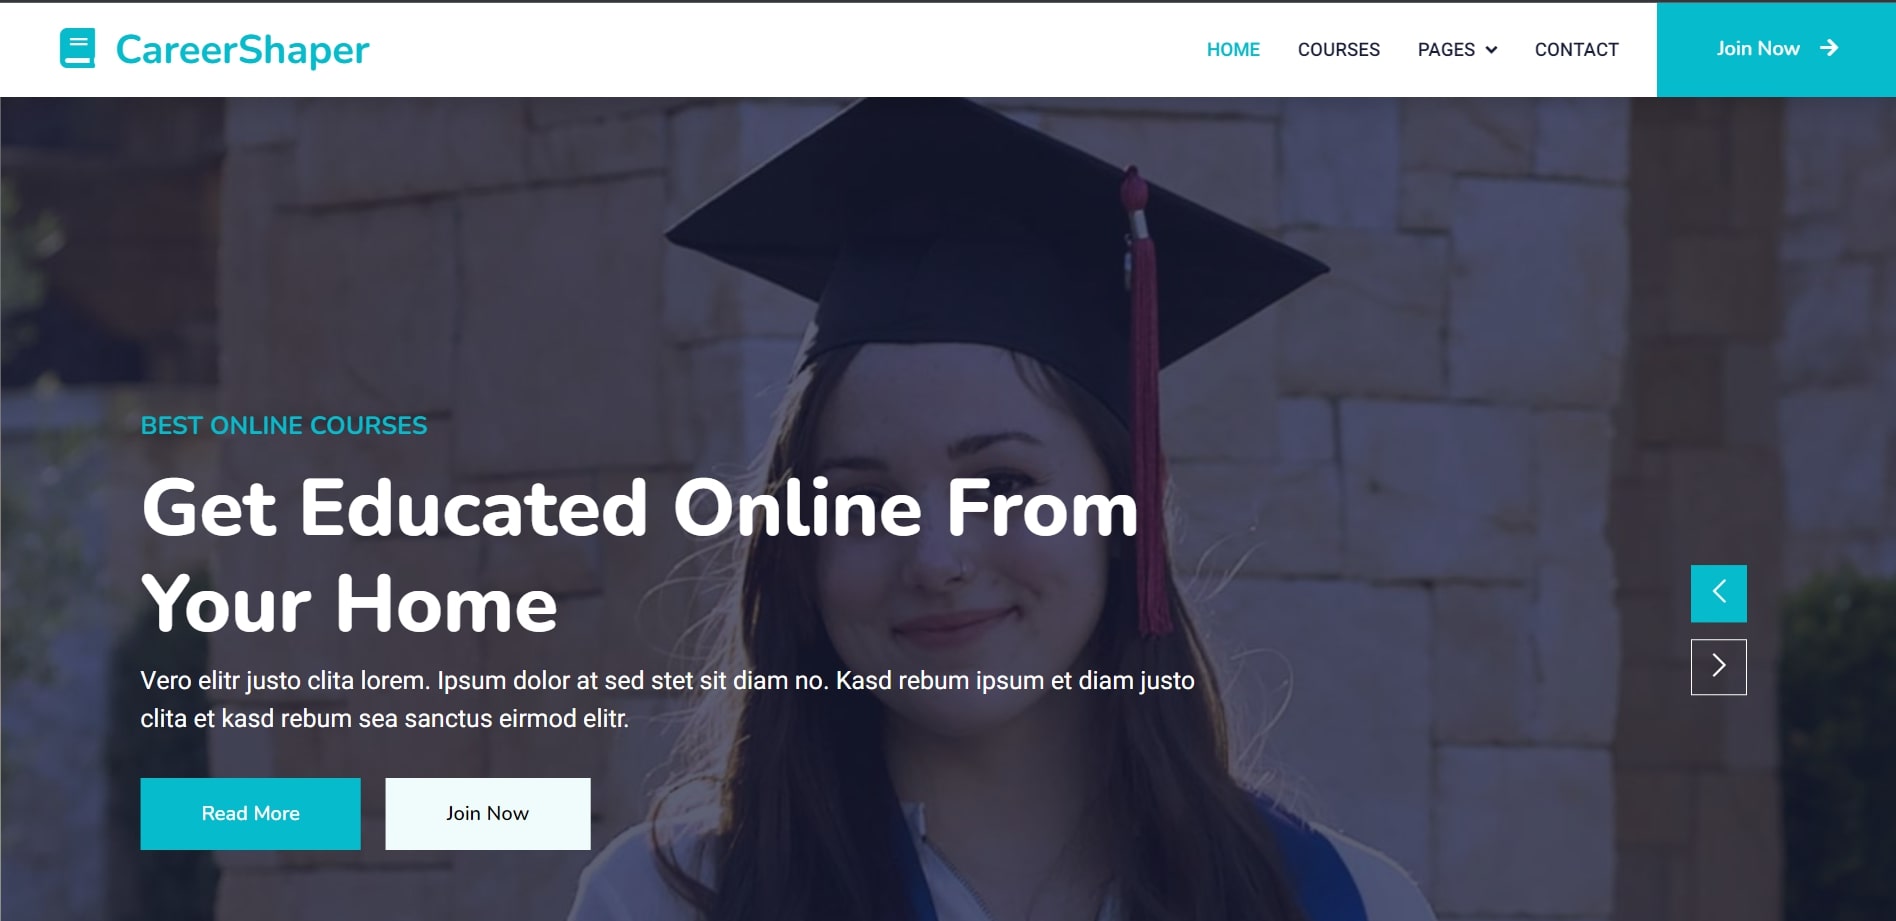 CareerShaper
HOME COURSES PAGES CONTACT Join Now
BEST ONLINE COURSES
Get Educated Online From
Your Home
Vero elitr justo clita lorem. Ipsum dolor at sed stet sit diam no. Kasd rebum ipsum et diam justo
clita et kasd rebum sea sanctus eirmod elitr.
Read More Join Now